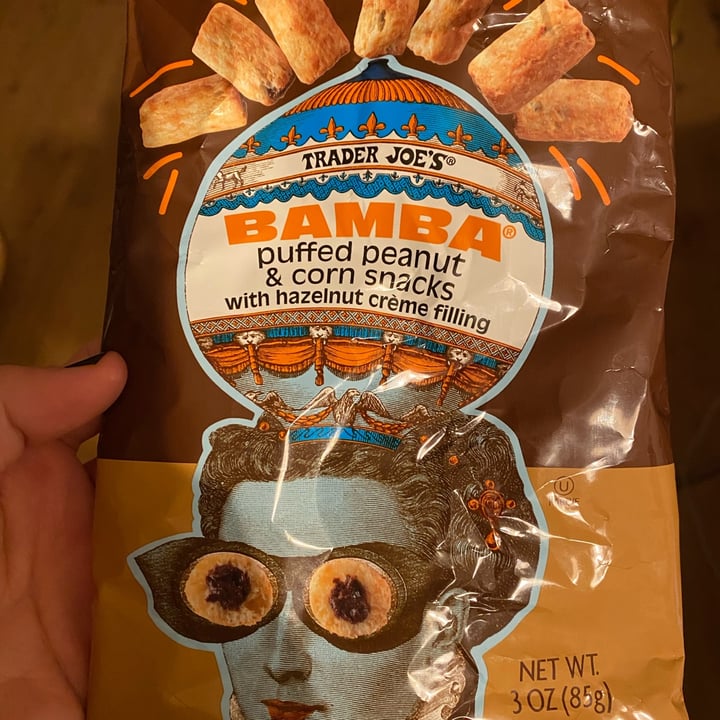 TRADER JOE'S®
BAMBA®
puffed peanut
& corn snacks
with hazelnut crème filling
U
NET WT.
3 OZ (85g)